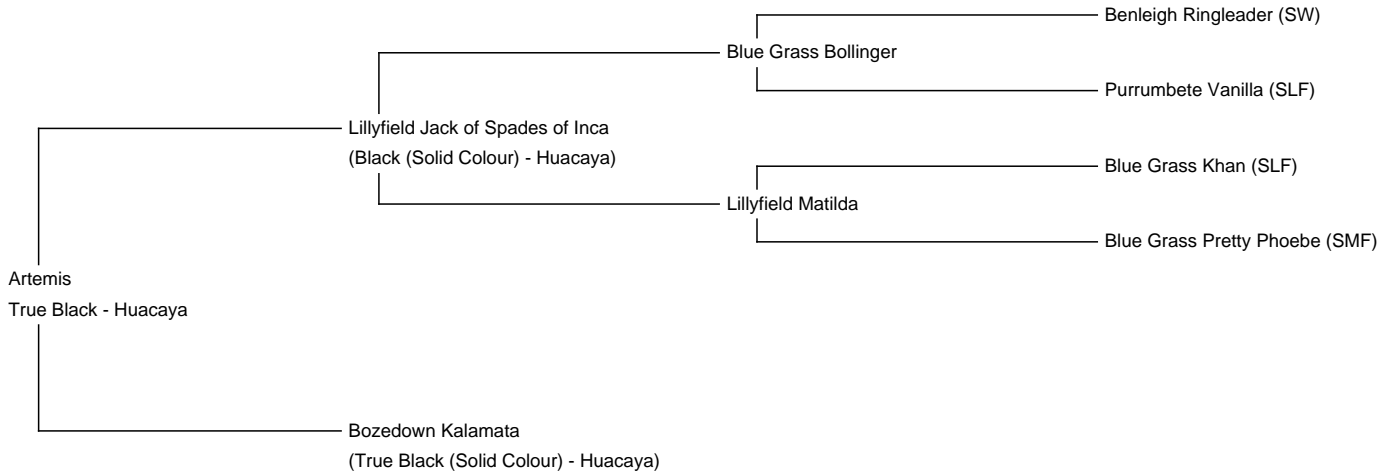 Benleigh Ringleader (SW)
Blue Grass Bollinger
Purrumbete Vanilla (SLF)
Lillyfield Jack of Spades of Inca
(Black (Solid Colour) - Huacaya)
Blue Grass Khan (SLF)
Lillyfield Matilda
Blue Grass Pretty Phoebe (SMF)
Artemis
True Black - Huacaya
Bozedown Kalamata
(True Black (Solid Colour) - Huacaya)